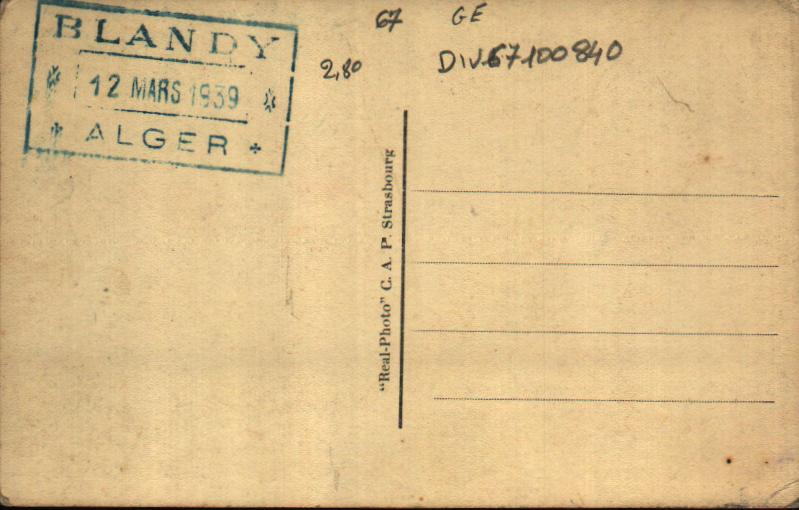 BLANDY
12 MARS 1939
ALGER
67 GE
2,80
DIV67100840
"Real-Photo" C. A. P. Strasbourg